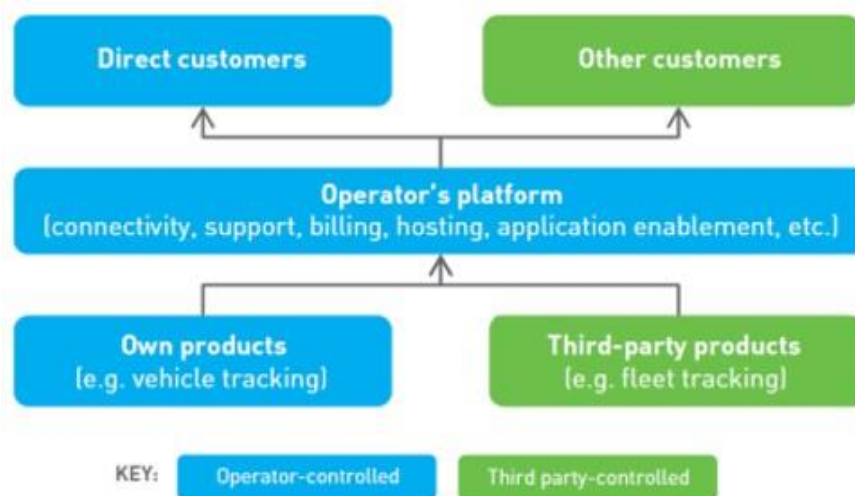 Direct customers
Other customers
Operator's platform
(connectivity, support, billing, hosting, application enablement, etc.)
Own products
(e.g. vehicle tracking)
Third-party products
(e.g. fleet tracking)
KEY:
Operator-controlled
Third party-controlled